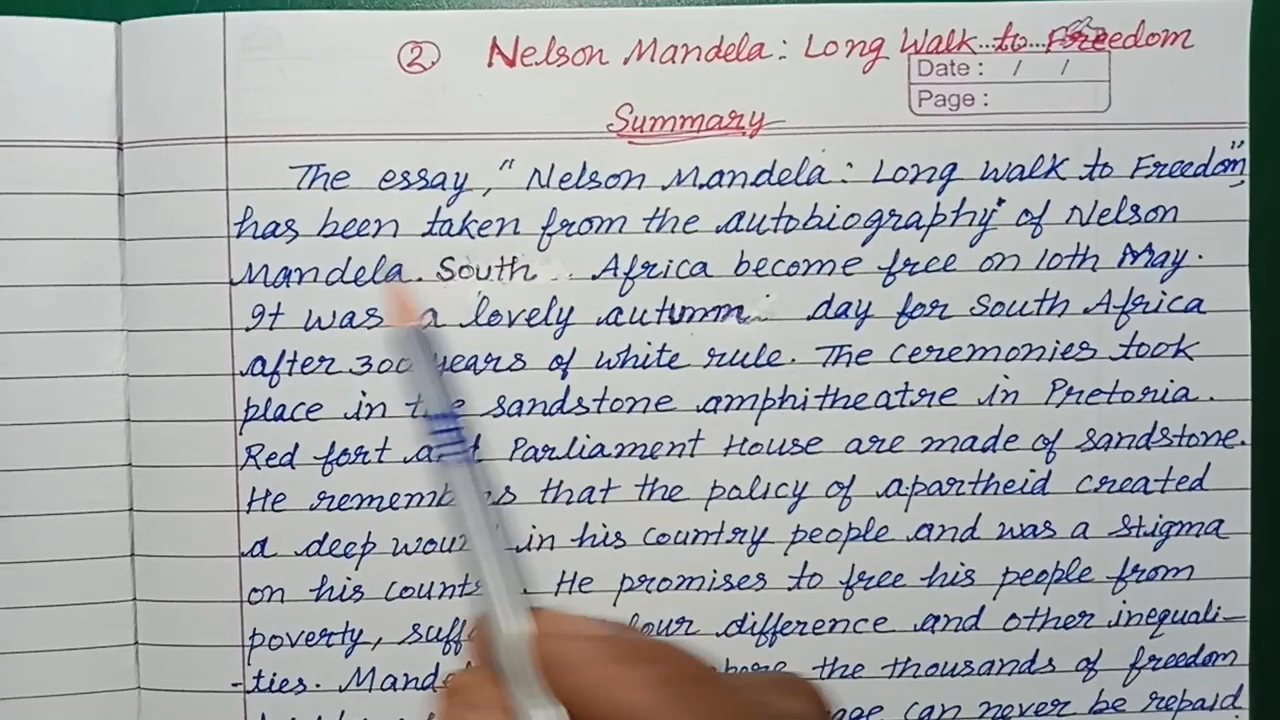 ② Nelson Mandela: Long Walk to Freedom
Date : / /
Page :
Summary
The essay, "Nelson Mandela: Long Walk to Freedom",
has been taken from the autobiography of Nelson
Mandela. South Africa become free on 10th May.
It was a lovely autumn day for South Africa
after 300 years of white rule. The ceremonies took
place in the sandstone amphitheatre in Pretoria.
Red fort and Parliament House are made of sandstone.
He remembers that the policy of apartheid created
a deep in his country people and was a stigma
on his . He promises to free his people from
poverty, difference and other inequali-
-ties. the thousands of freedom
can never be repaid